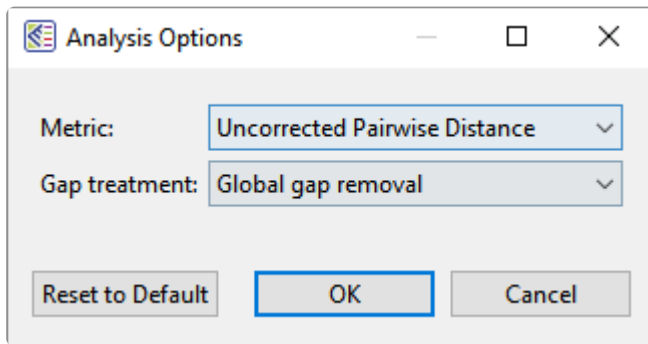 Analysis Options
Metric: Uncorrected Pairwise Distance
Gap treatment: Global gap removal
Reset to Default OK Cancel